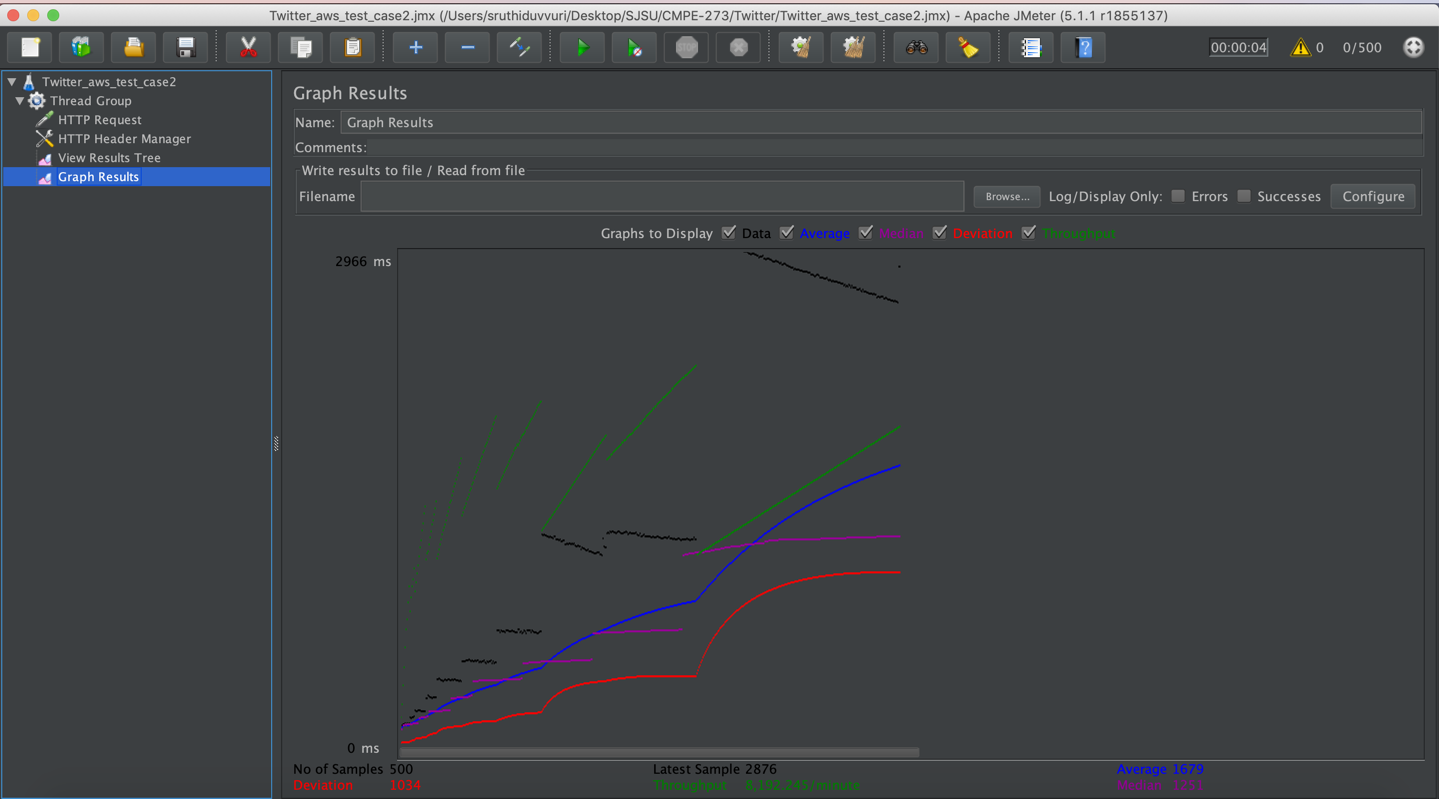 Twitter_aws_test_case2.jmx (/Users/sruthiduvvuri/Desktop/SJSU/CMPE-273/Twitter/Twitter_aws_test_case2.jmx) - Apache JMeter (5.1.1 r1855137)
STOP 00:00:04 0 0/500
Twitter_aws_test_case2
Thread Group
HTTP Request
HTTP Header Manager
View Results Tree
Graph Results
Graph Results
Name: Graph Results
Comments:
Write results to file / Read from file
Filename Browse... Log/Display Only: Errors Successes Configure
Graphs to Display Data Average Median Deviation Throughput
2966 ms
0 ms
No of Samples 500 Latest Sample 2876 Average 1679
Deviation 1034 Throughput 8,192.245/minute Median